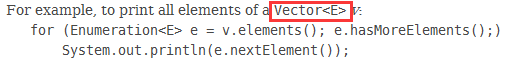 For example, to print all elements of a Vector<E> v:
for (Enumeration<E> e = v.elements(); e.hasMoreElements();)
System.out.println(e.nextElement());